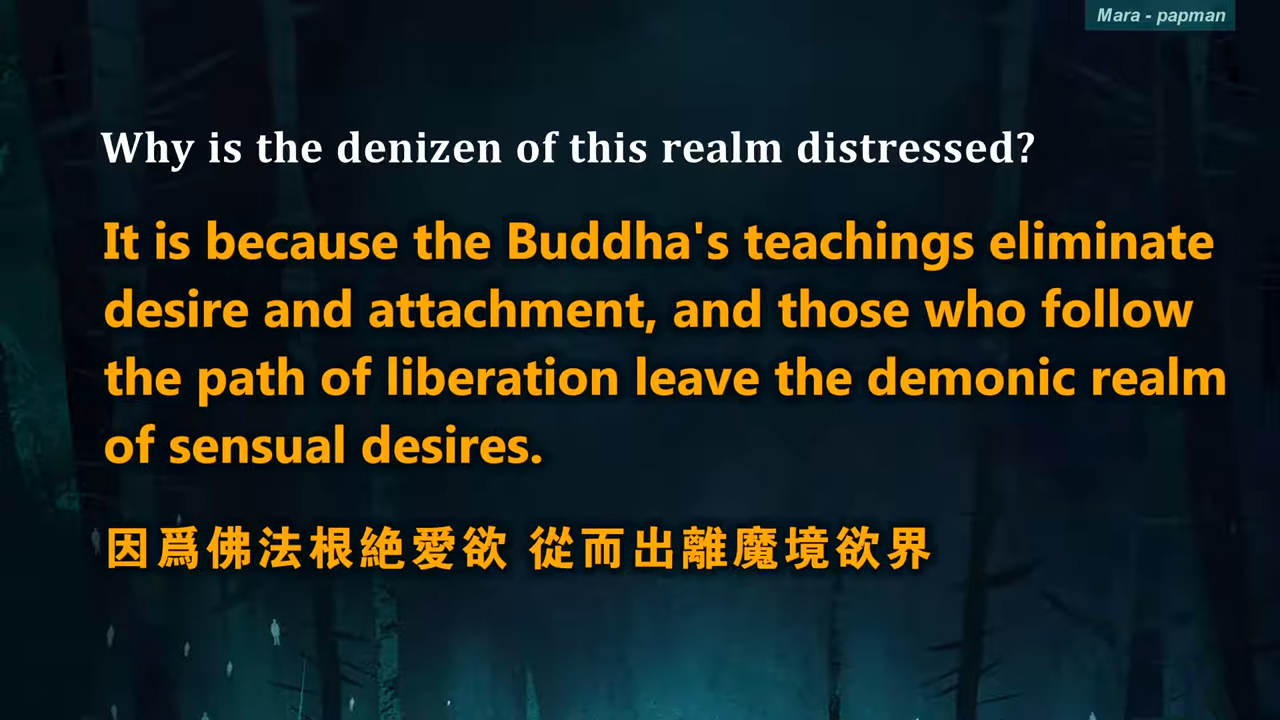 Mara - papman
Why is the denizen of this realm distressed?
It is because the Buddha's teachings eliminate
desire and attachment, and those who follow
the path of liberation leave the demonic realm
of sensual desires.
因爲佛法根絶愛欲 從而出離魔境欲界